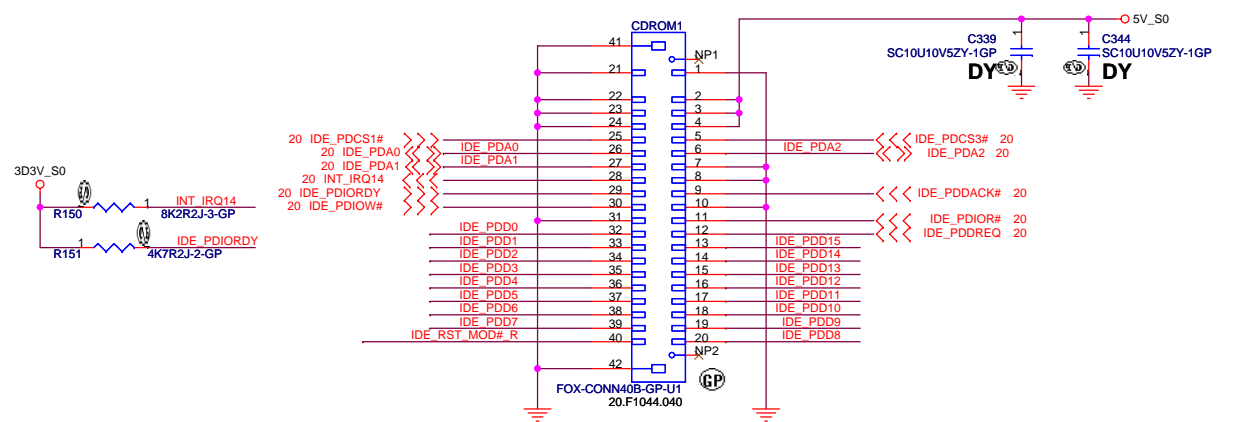 CDROM1
5V_S0
41
NP1
C339
C344
SC10U10V5ZY-1GP
SC10U10V5ZY-1GP
1
1
DY
DY
21
1
22
2
23
3
24
4
20 IDE_PDCS1#
25
5
IDE_PDCS3# 20
20 IDE_PDA0
IDE_PDA0
26
6
IDE_PDA2
IDE_PDA2 20
20 IDE_PDA1
IDE_PDA1
27
7
3D3V_S0
20 INT_IRQ14
28
8
20 IDE_PDIORDY
29
9
IDE_PDDACK# 20
R150
1
INT_IRQ14
8K2R2J-3-GP
20 IDE_PDIOW#
30
10
31
11
IDE_PDIOR# 20
IDE_PDD0
32
12
IDE_PDDREQ 20
R151
1
IDE_PDIORDY
4K7R2J-2-GP
IDE_PDD1
33
13
IDE_PDD15
IDE_PDD2
34
14
IDE_PDD14
IDE_PDD3
35
15
IDE_PDD13
IDE_PDD4
36
16
IDE_PDD12
IDE_PDD5
37
17
IDE_PDD11
IDE_PDD6
38
18
IDE_PDD10
IDE_PDD7
39
19
IDE_PDD9
IDE_RST_MOD#_R
40
20
IDE_PDD8
NP2
42
GP
FOX-CONN40B-GP-U1
20.F1044.040